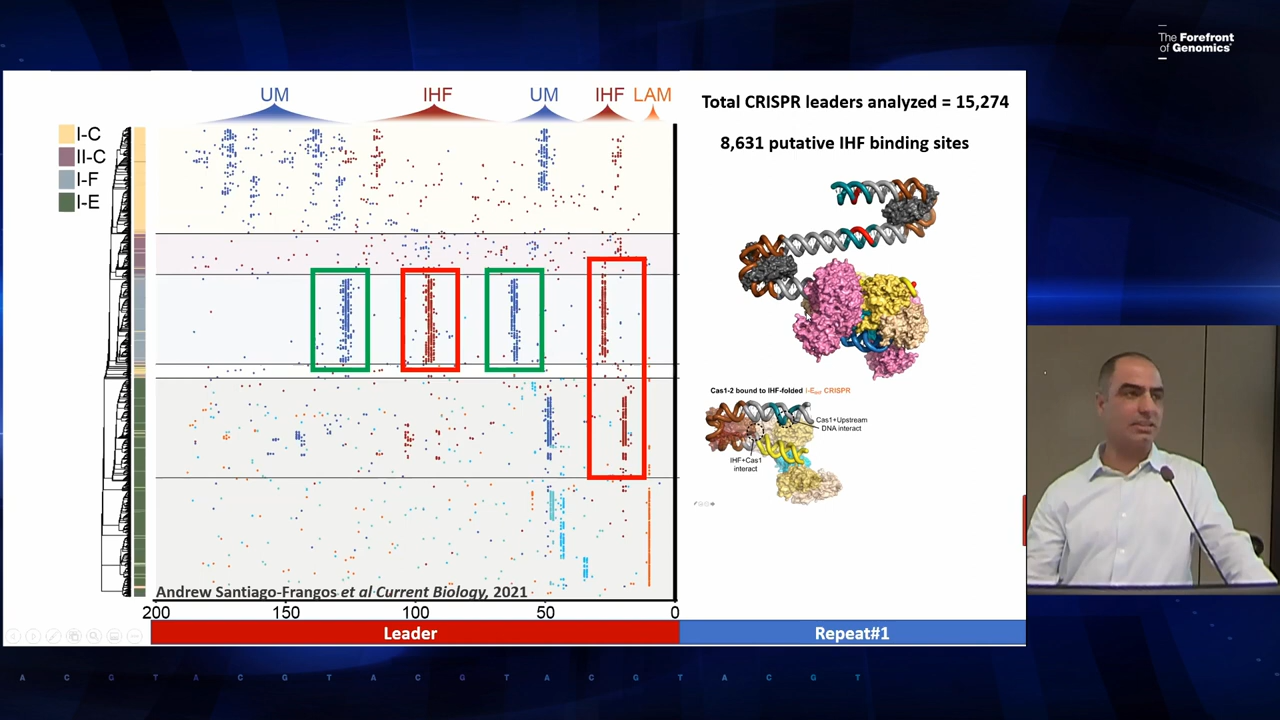 The Forefront
of Genomics
UM
IHF
UM
IHF
LAM
I-C
II-C
I-F
I-E
Total CRISPR leaders analyzed = 15,274
8,631 putative IHF binding sites
Cas1-2 bound to IHF-folded CRISPR
Cas1+Upstream
DNA interact
IHF+Cas1
interact
Andrew Santiago-Frangos et al Current Biology, 2021
200
150
100
50
0
Leader
Repeat#1
A C G T A C G T A C G T A C G T